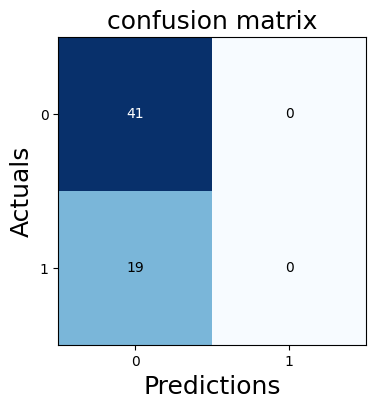 confusion matrix
Actuals
0
41
0
1
19
0
0
1
Predictions